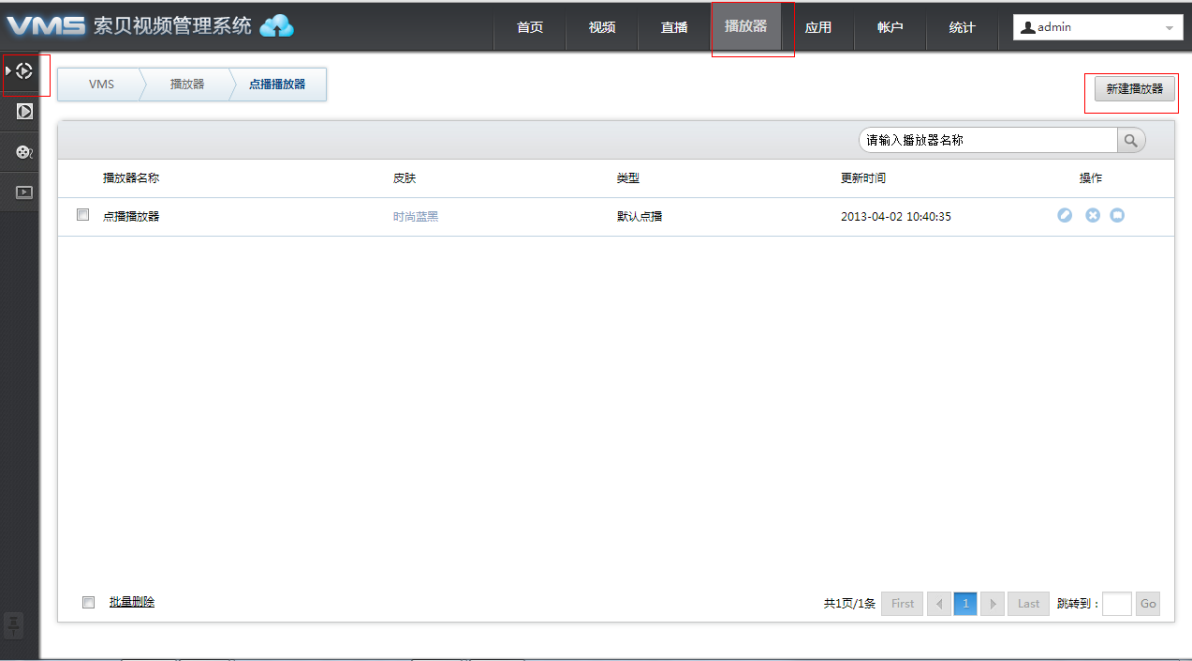 VMS 索贝视频管理系统 首页 视频 直播 播放器 应用 帐户 统计 admin
VMS 播放器 点播播放器 新建播放器
请输入播放器名称
播放器名称 皮肤 类型 更新时间 操作
点播播放器 时尚蓝黑 默认点播 2013-04-02 10:40:35
批量删除 共1页/1条 First 1 Last 跳转到： Go